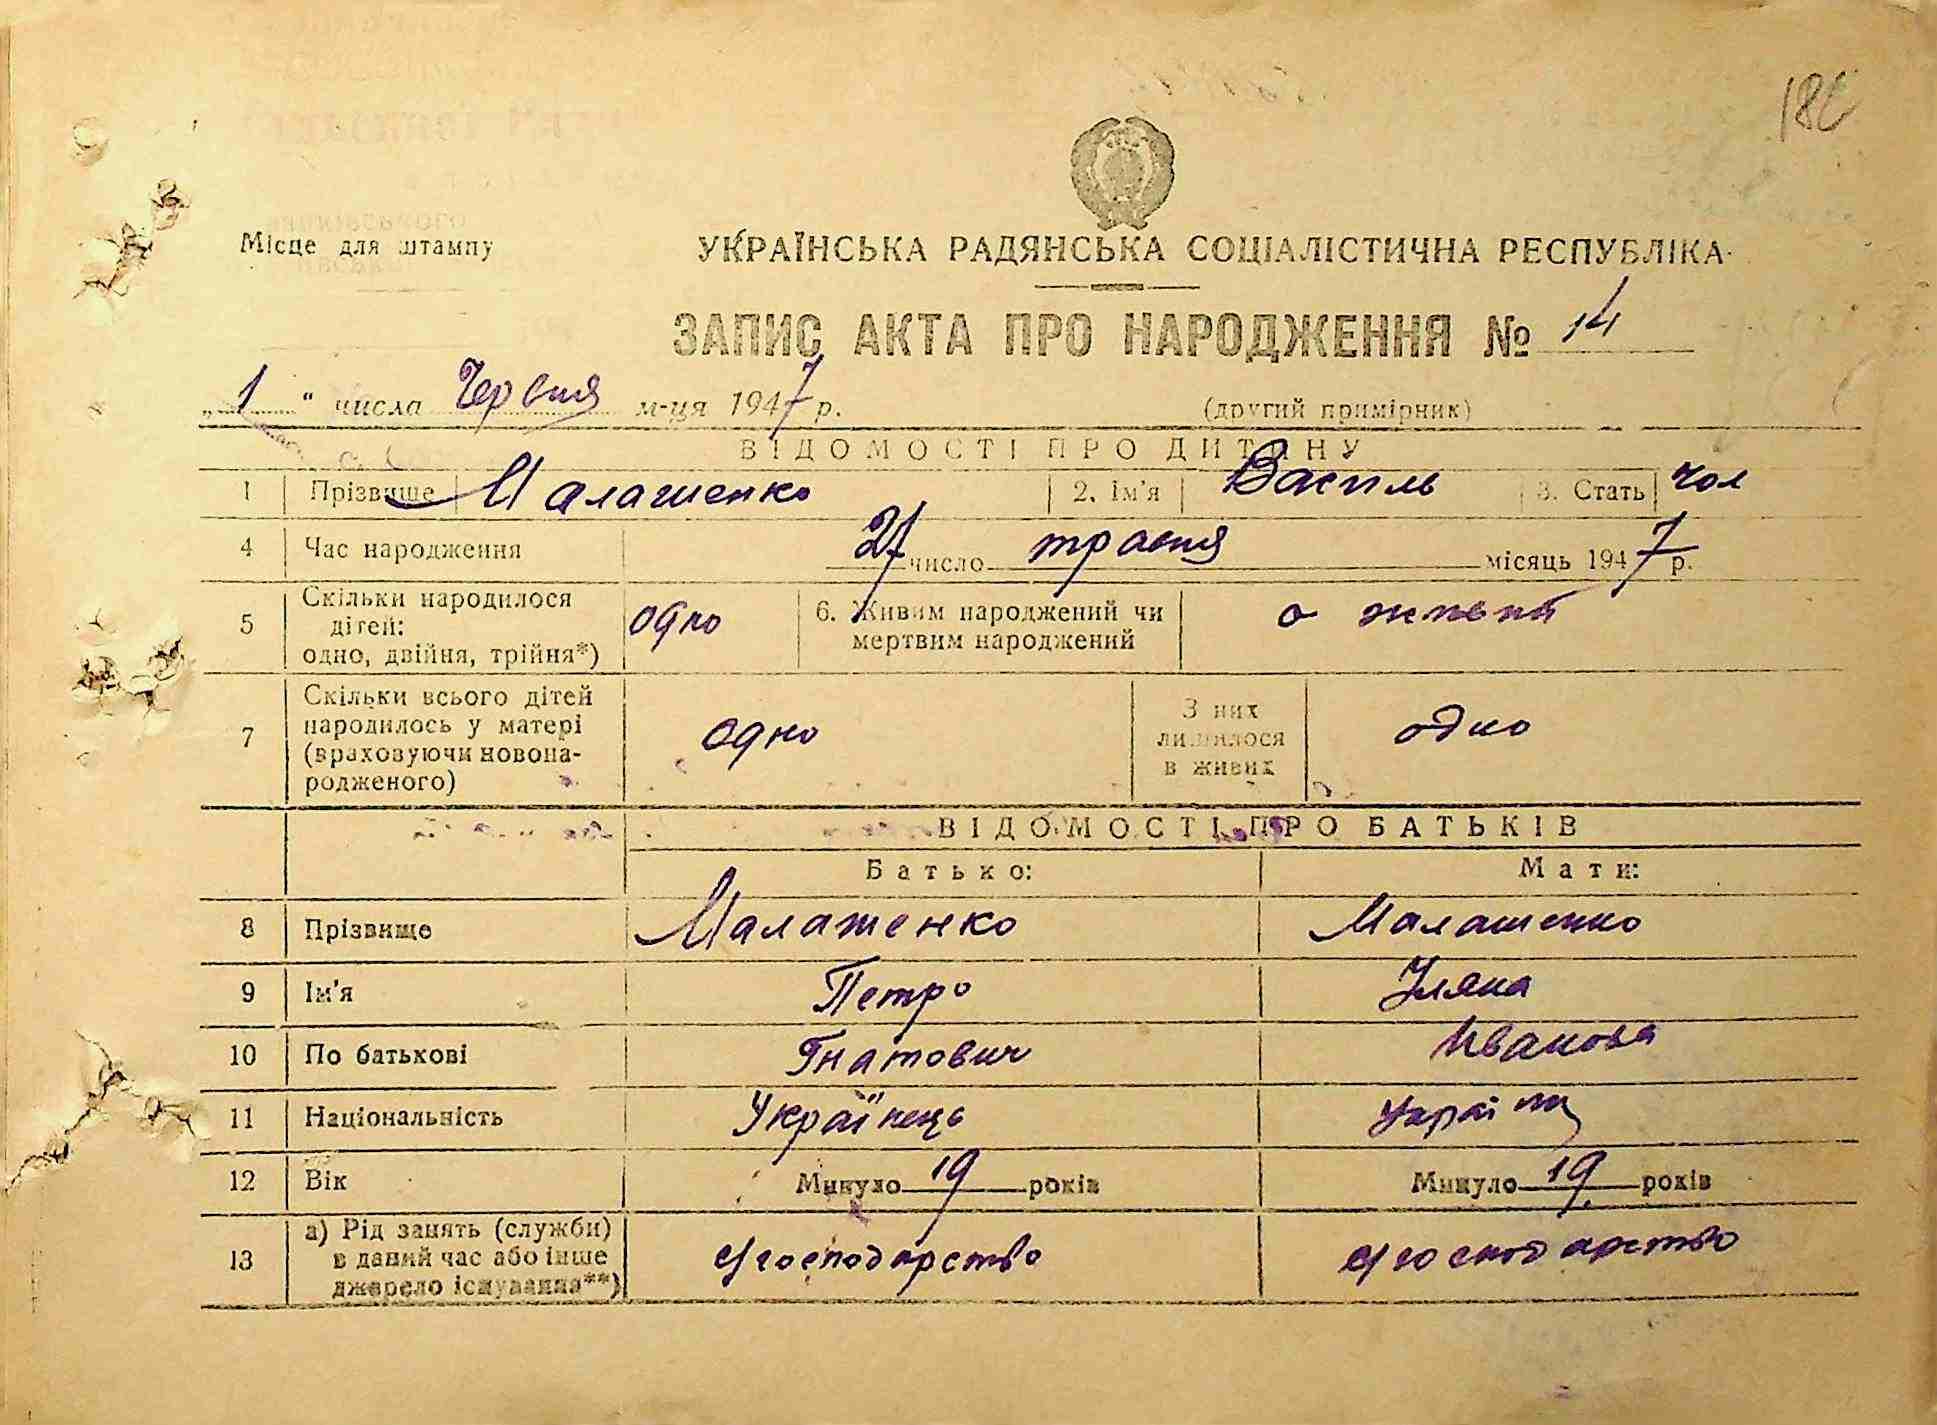 Місце для штампу
УКРАЇНСЬКА РАДЯНСЬКА СОЦІАЛІСТИЧНА РЕСПУБЛІКА
ЗАПИС АКТА ПРО НАРОДЖЕННЯ № 14
„1“ числа Червня м-ця 1947 р. (другий примірник)
ВІДОМОСТІ ПРО ДИТИНУ
1 Прізвище Малашенко 2. Ім'я Василь 3. Стать чол
4 Час народження 27 число травня місяць 1947 р.
5 Скільки народилося дітей: одно, двійня, трійня*) одно 6. Живим народжений чи мертвим народжений живий
7 Скільки всього дітей народилось у матері (враховуючи новонародженого) одно З них лишилося в живих одно
ВІДОМОСТІ ПРО БАТЬКІВ
Батько: Мати:
8 Прізвище Малашенко Малашенко
9 Ім'я Петро Уляна
10 По батькові Гнатович Иванова
11 Національність Українець
12 Вік Минуло 19 років Минуло 19 років
13 а) Рід занять (служби) в даний час або інше джерело існування**) с/господарство с/господарство